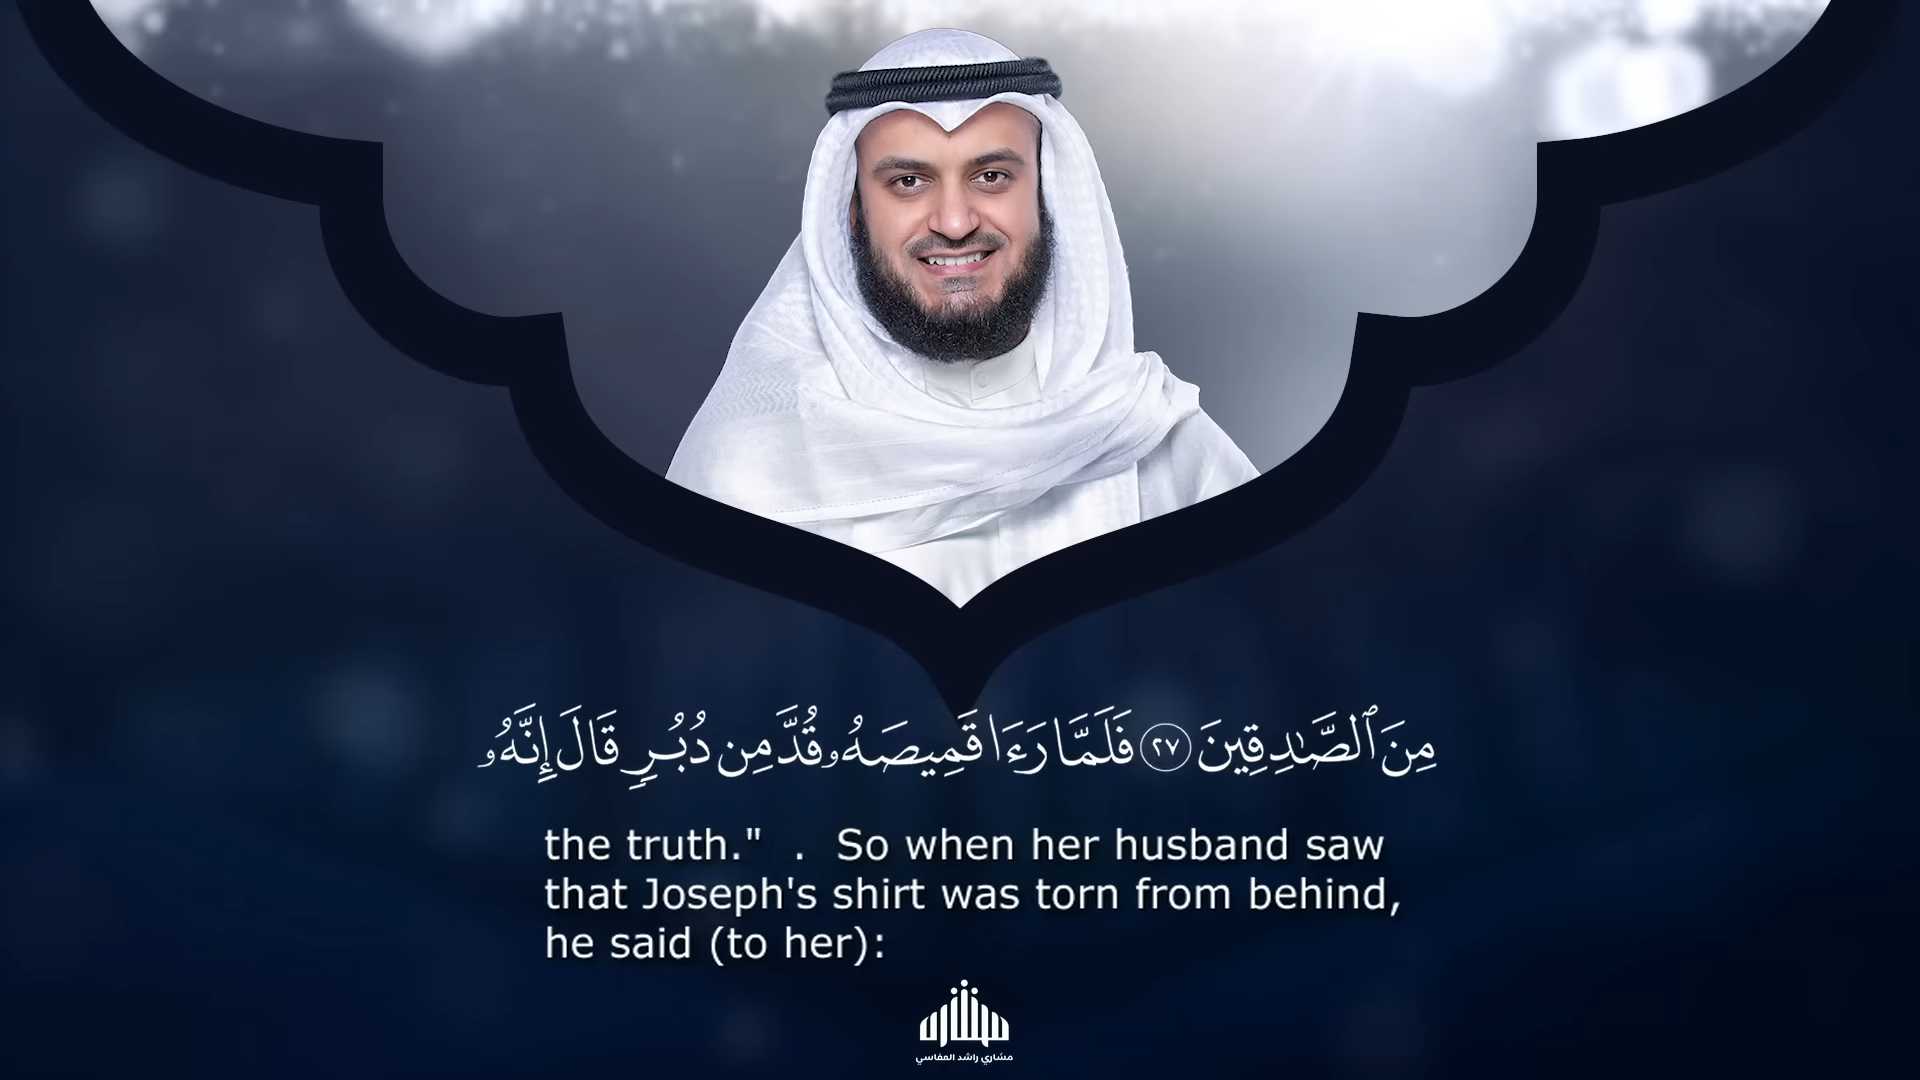 مِنَ ٱلصَّٰدِقِينَ ٢٧ فَلَمَّا رَءَا قَمِيصَهُۥ قُدَّ مِن دُبُرٍ قَالَ إِنَّهُۥ
the truth." . So when her husband saw
that Joseph's shirt was torn from behind,
he said (to her):
مشاري راشد العفاسي